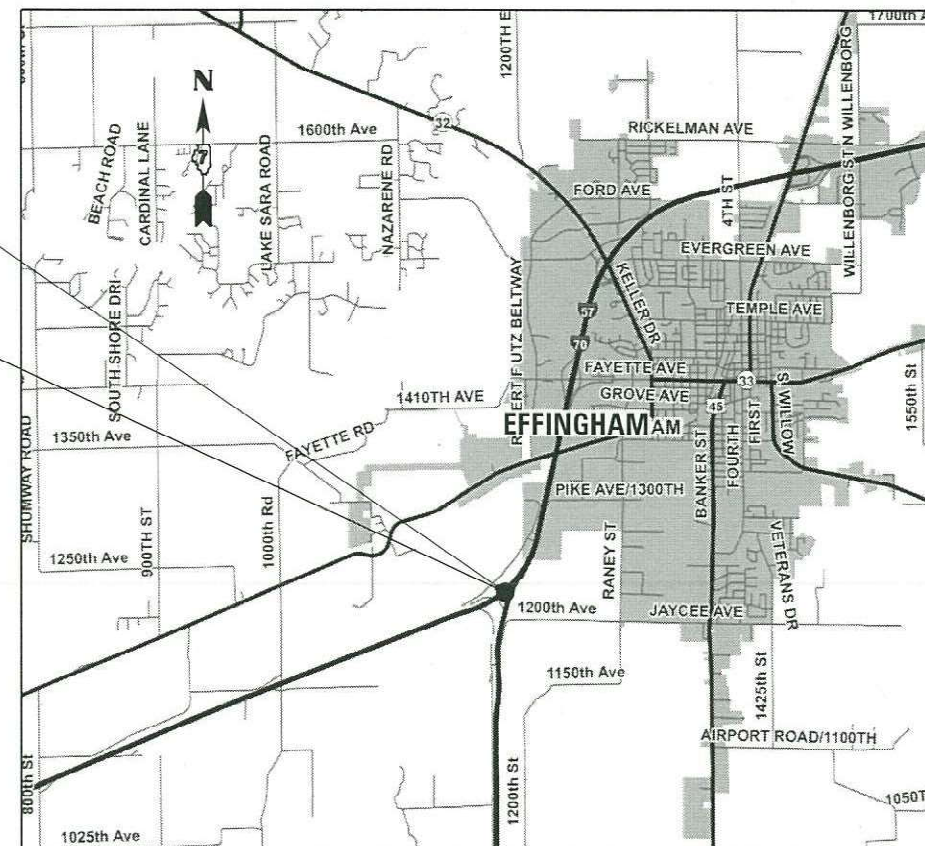 1200TH E
1700th A
N
7
32
1600th Ave
RICKELMAN AVE
BEACH ROAD
CARDINAL LANE
LAKE SARA ROAD
NAZARENE RD
FORD AVE
4TH ST
WILLENBORG ST
N WILLENBORG
EVERGREEN AVE
KELLER DR
SOUTH SHORE DRI
UTZ BELTWAY
57
TEMPLE AVE
70
FAYETTE AVE
33
GROVE AVE
1410TH AVE
45
S WILLOW
1550th St
EFFINGHAM
AM
FIRST
FOURTH
BANKER ST
1350th Ave
FAYETTE RD
SHUMWAY ROAD
PIKE AVE/1300TH
900TH ST
1000th Rd
1250th Ave
RANEY ST
VETERANS DR
1200th Ave
JAYCEE AVE
1150th Ave
1425th St
AIRPORT ROAD/1100TH
800th St
1200th St
1050T
1025th Ave